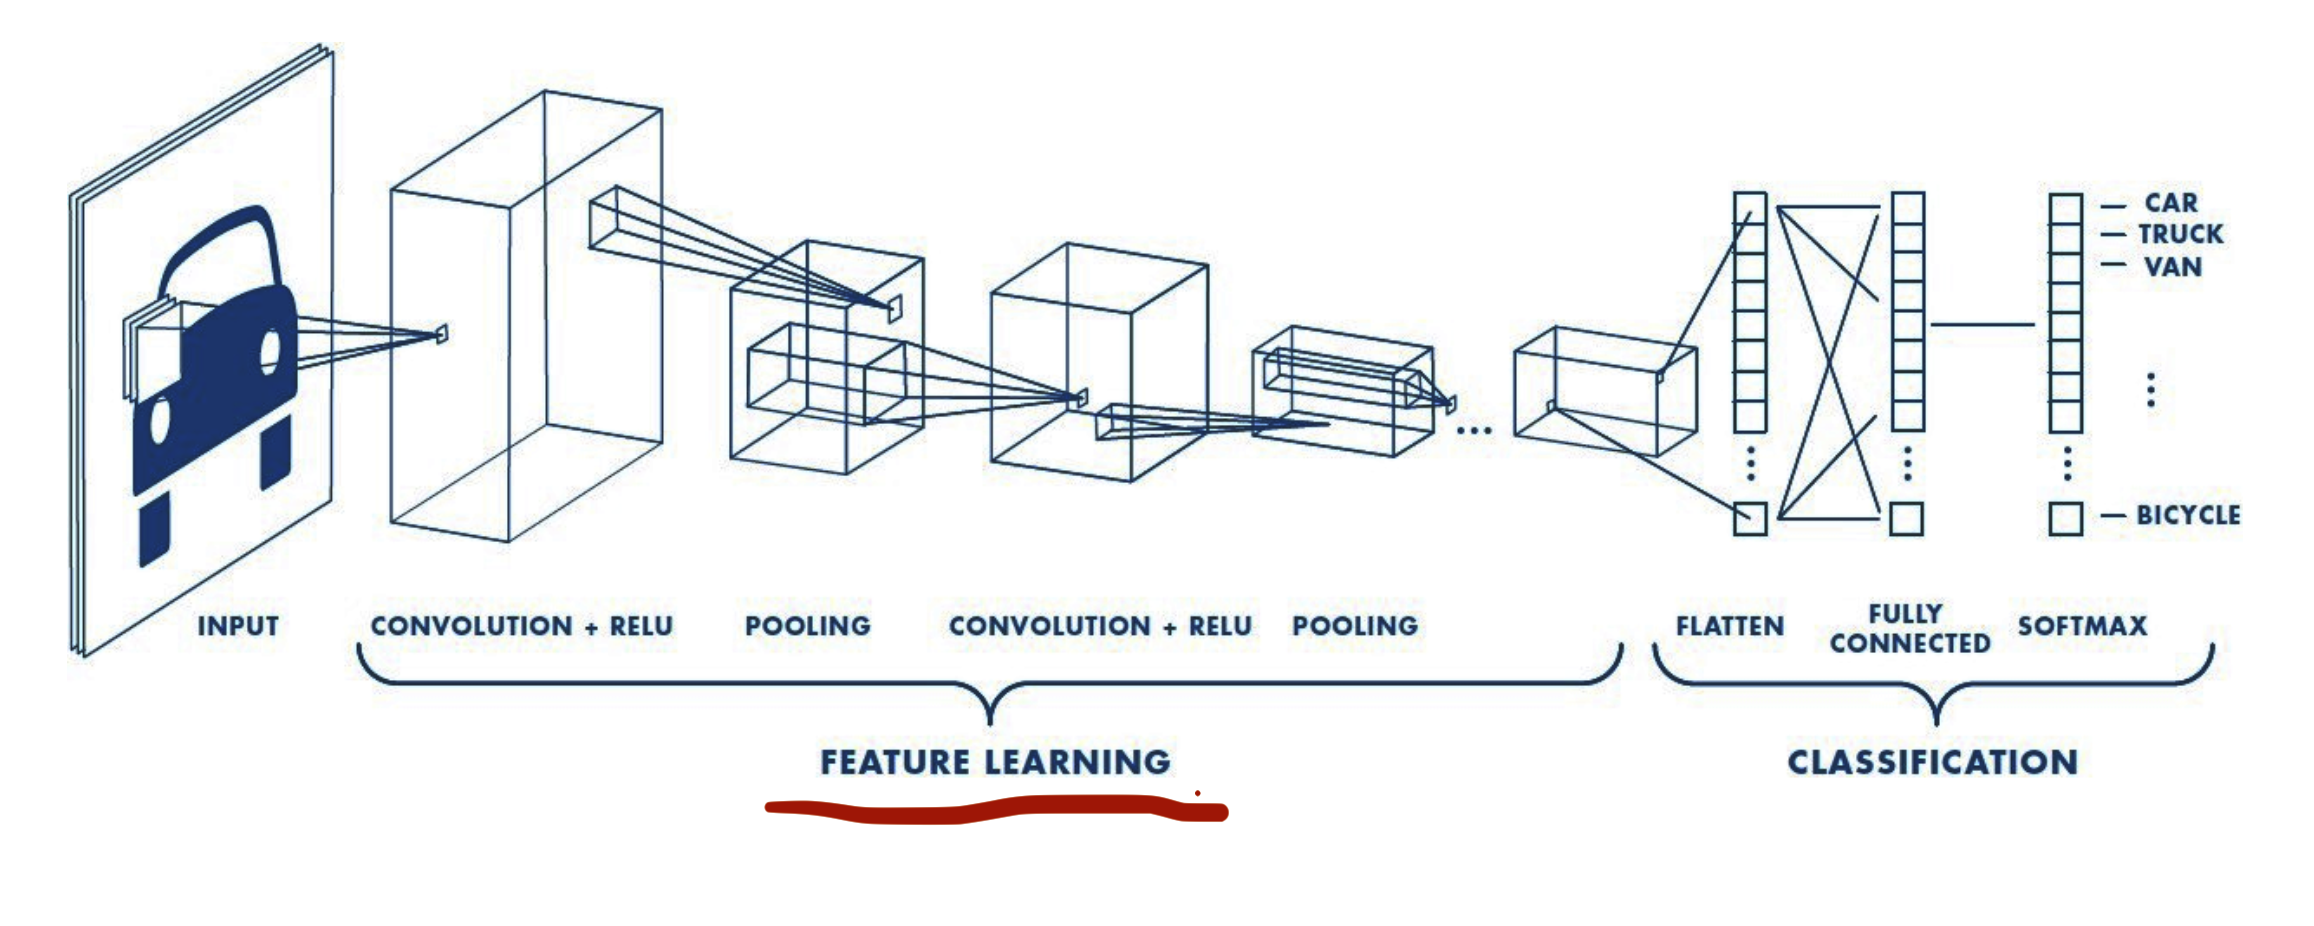 CAR
TRUCK
VAN
BICYCLE
INPUT
CONVOLUTION + RELU
POOLING
CONVOLUTION + RELU
POOLING
FLATTEN
FULLY
CONNECTED
SOFTMAX
FEATURE LEARNING
CLASSIFICATION